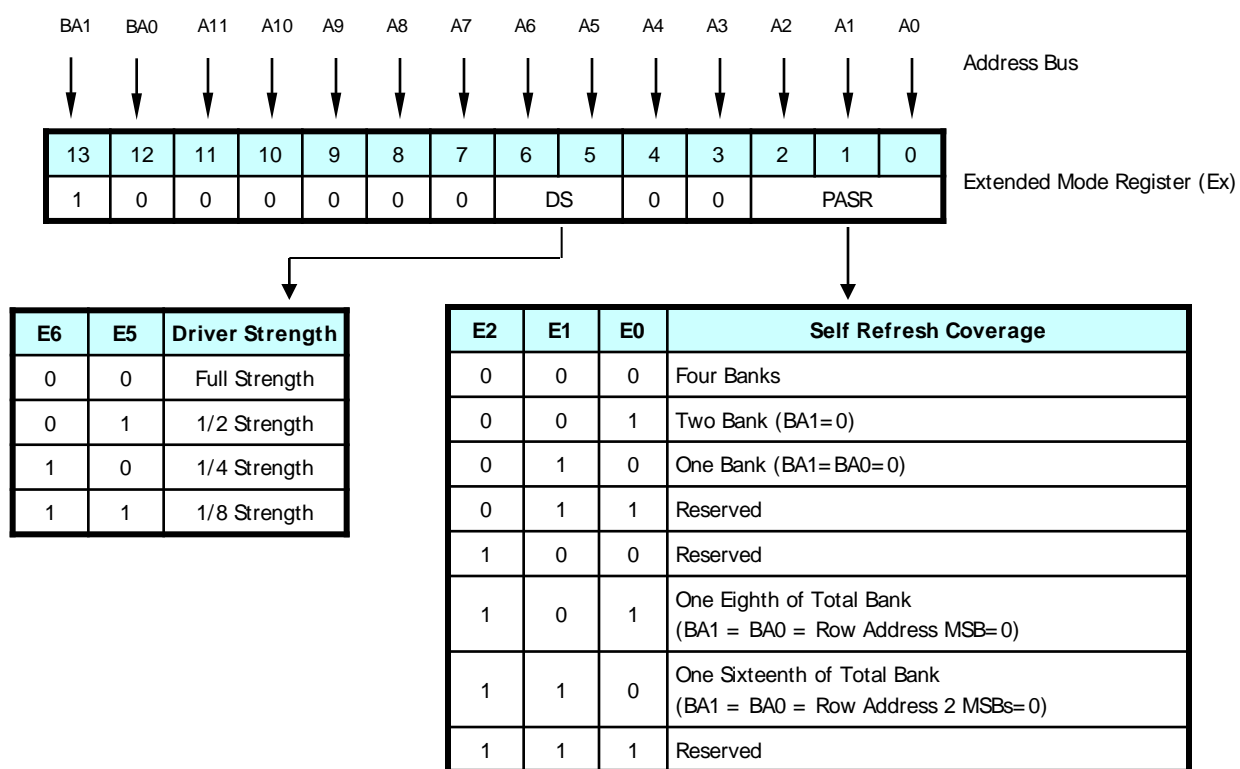 BA1 BA0 A11 A10 A9 A8 A7 A6 A5 A4 A3 A2 A1 A0
Address Bus
13 12 11 10 9 8 7 6 5 4 3 2 1 0
1 0 0 0 0 0 0 DS 0 0 PASR
Extended Mode Register (Ex)
E6 E5 Driver Strength
0 0 Full Strength
0 1 1/2 Strength
1 0 1/4 Strength
1 1 1/8 Strength
E2 E1 E0 Self Refresh Coverage
0 0 0 Four Banks
0 0 1 Two Bank (BA1=0)
0 1 0 One Bank (BA1=BA0=0)
0 1 1 Reserved
1 0 0 Reserved
1 0 1 One Eighth of Total Bank
(BA1 = BA0 = Row Address MSB=0)
1 1 0 One Sixteenth of Total Bank
(BA1 = BA0 = Row Address 2 MSBs=0)
1 1 1 Reserved